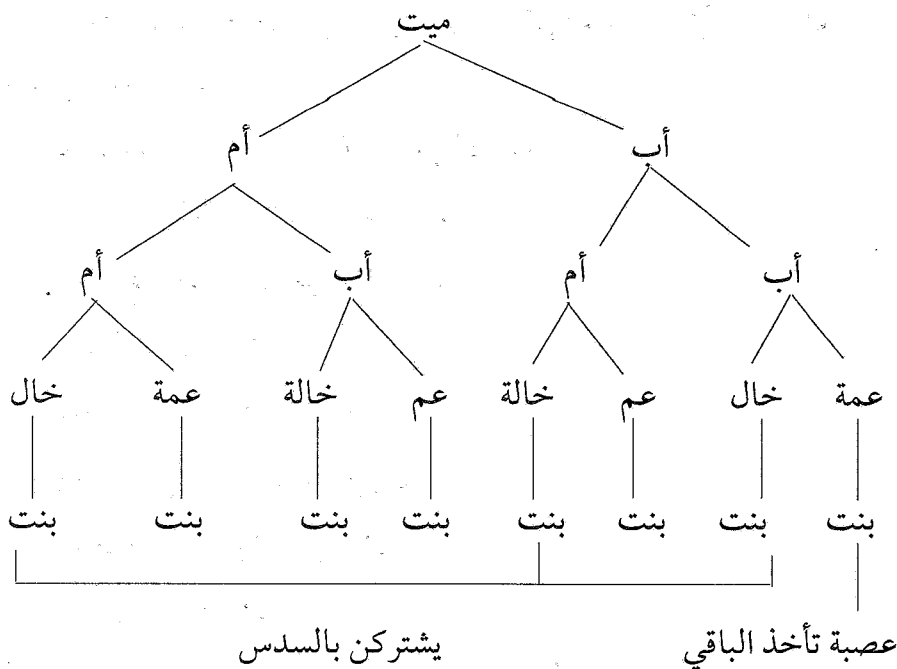 ميت
أب أم
أب أم أب أم
عمة خال عم خالة عم خالة عمة خال
بنت بنت بنت بنت بنت بنت بنت بنت
عصبة تأخذ الباقي يشتركن بالسدس